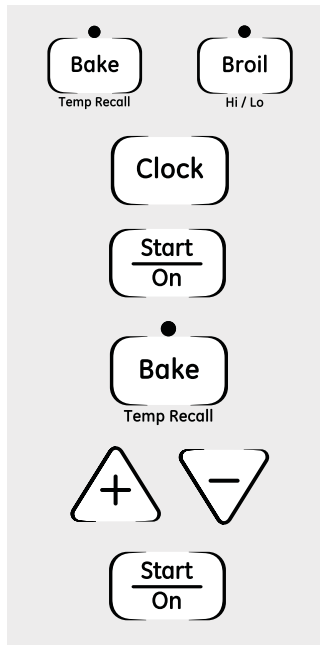 Bake
Broil
Temp Recall
Hi / Lo
Clock
Start
On
Bake
Temp Recall
+ −
Start
On